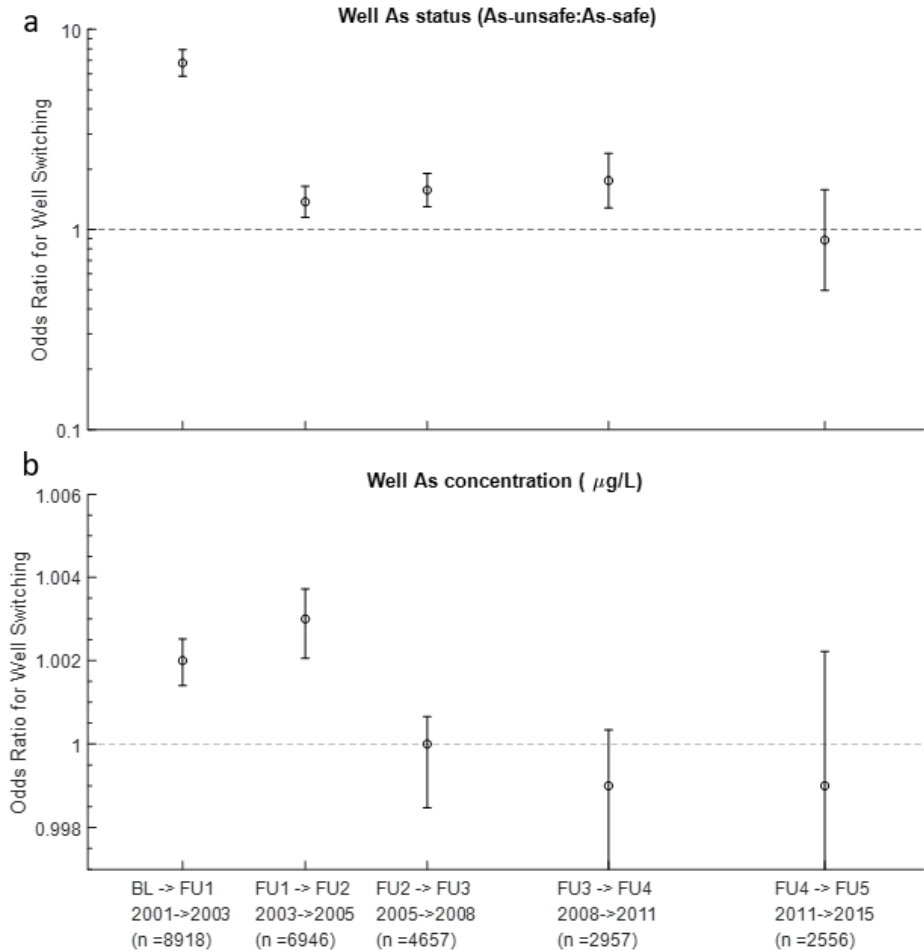 a
Well As status (As-unsafe:As-safe)
Odds Ratio for Well Switching
10
1
0.1
b
Well As concentration ( μg/L)
Odds Ratio for Well Switching
1.006
1.004
1.002
1
0.998
BL -> FU1 FU1 -> FU2 FU2 -> FU3 FU3 -> FU4 FU4 -> FU5
2001->2003 2003->2005 2005->2008 2008->2011 2011->2015
(n =8918) (n =6946) (n =4657) (n =2957) (n =2556)